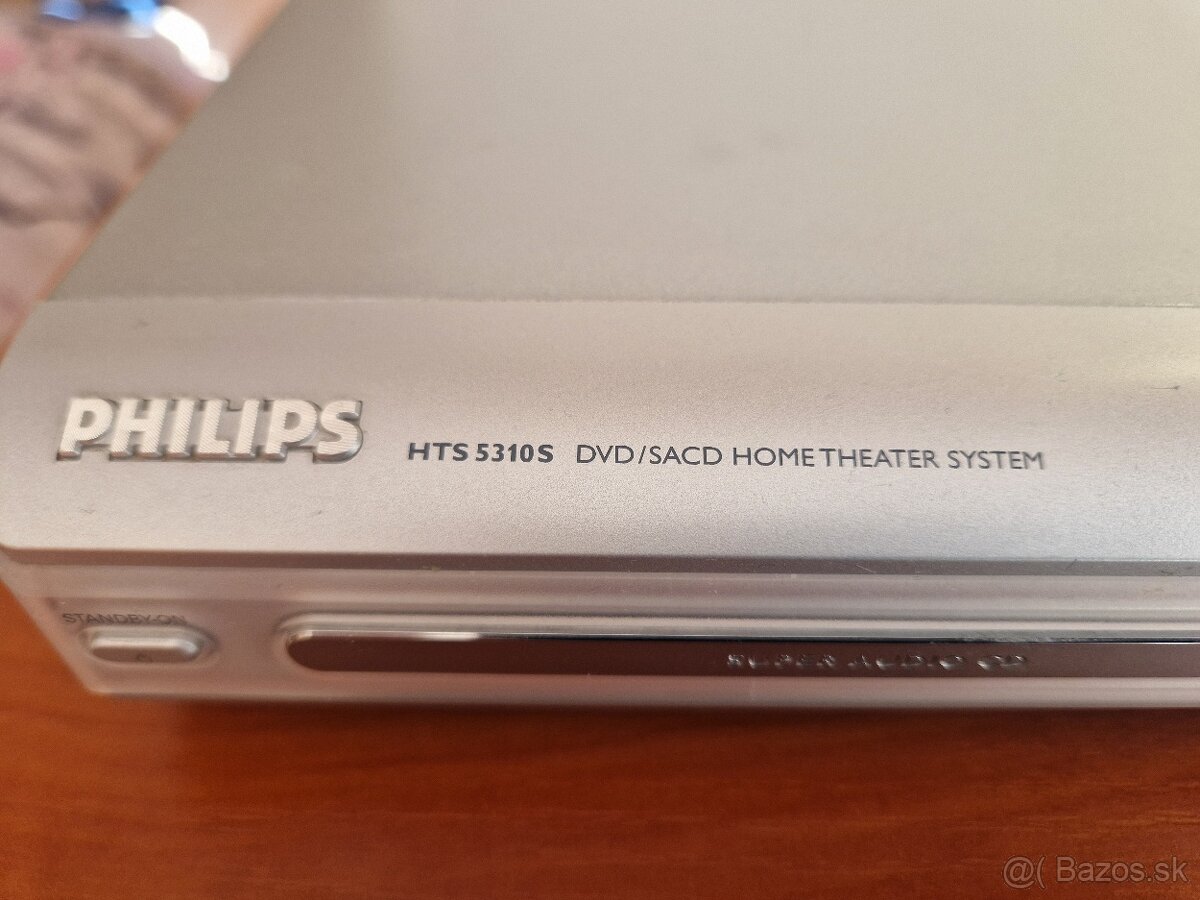 PHILIPS HTS 5310S DVD/SACD HOME THEATER SYSTEM
STANDBY-ON
SUPER AUDIO CD
@( Bazos.sk